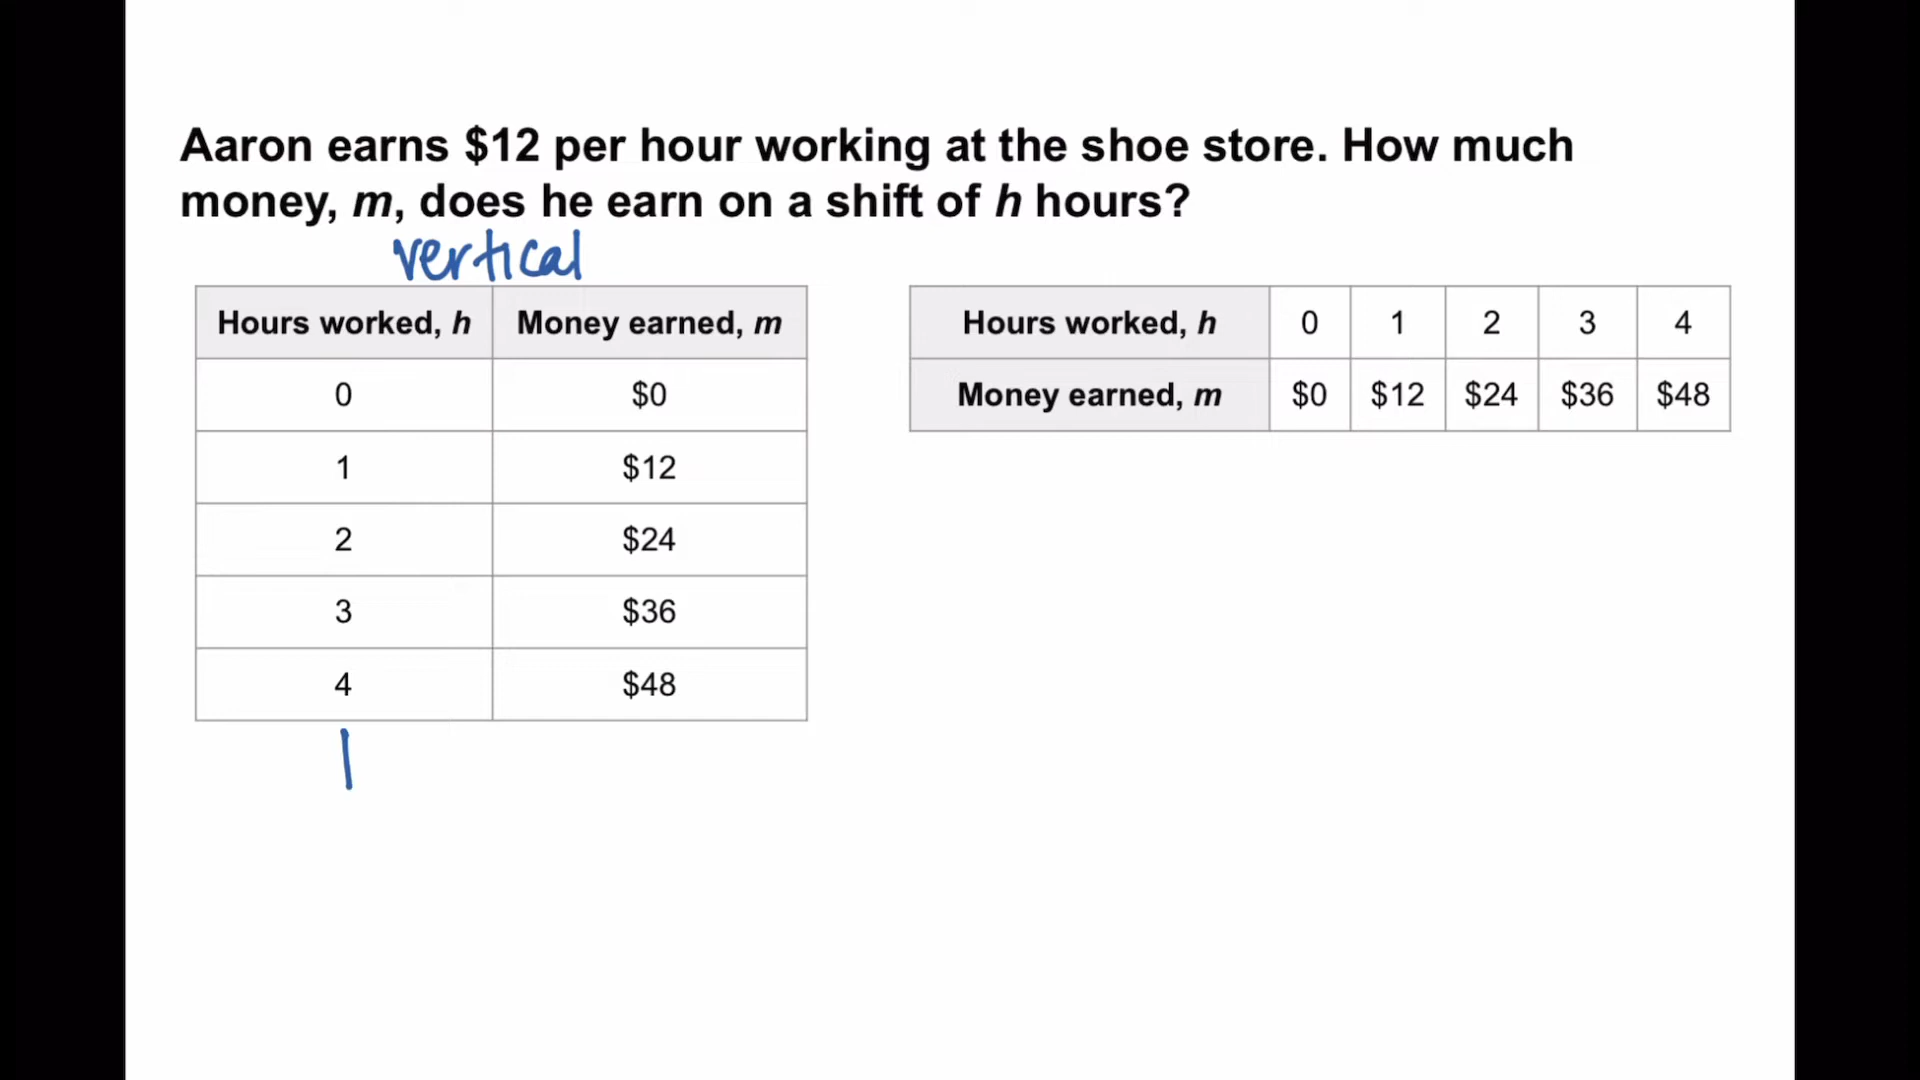 Aaron earns $12 per hour working at the shoe store. How much
money, m, does he earn on a shift of h hours?
vertical
Hours worked, h Money earned, m
0 $0
1 $12
2 $24
3 $36
4 $48
Hours worked, h 0 1 2 3 4
Money earned, m $0 $12 $24 $36 $48